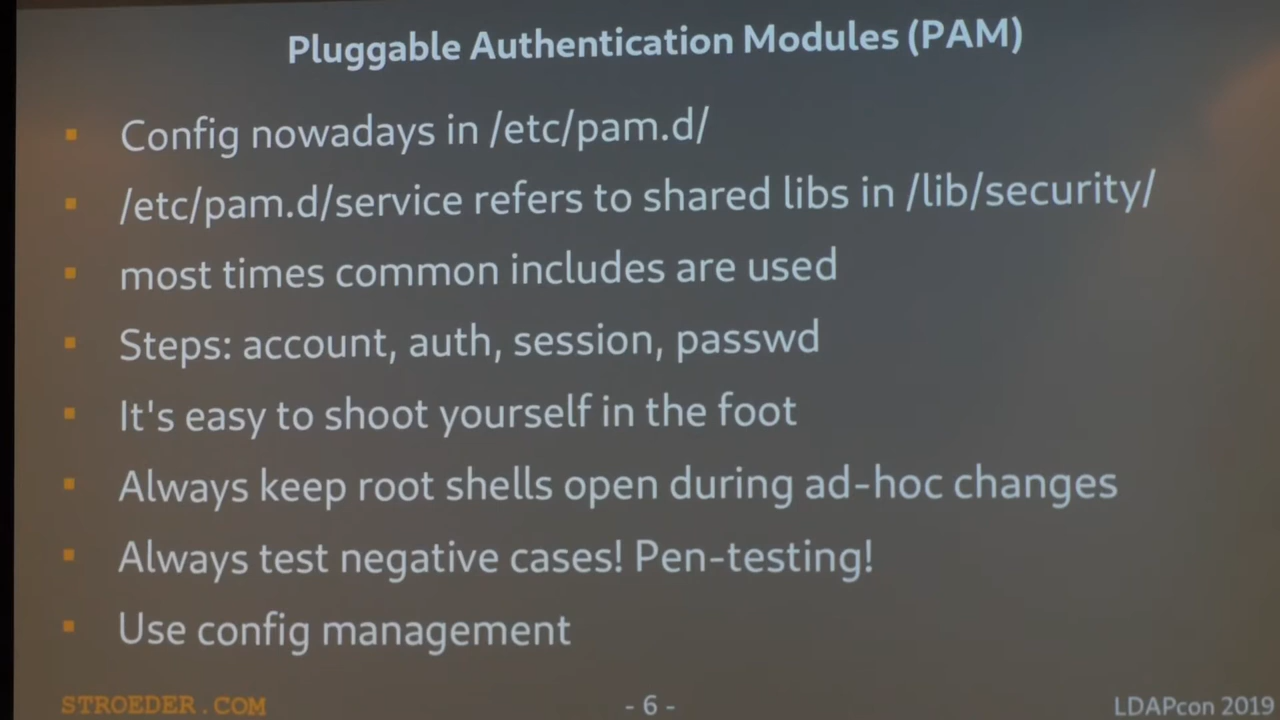 Pluggable Authentication Modules (PAM)
Config nowadays in /etc/pam.d/
/etc/pam.d/service refers to shared libs in /lib/security/
most times common includes are used
Steps: account, auth, session, passwd
It's easy to shoot yourself in the foot
Always keep root shells open during ad-hoc changes
Always test negative cases! Pen-testing!
Use config management
STROEDER.COM
- 6 -
LDAPcon 2019